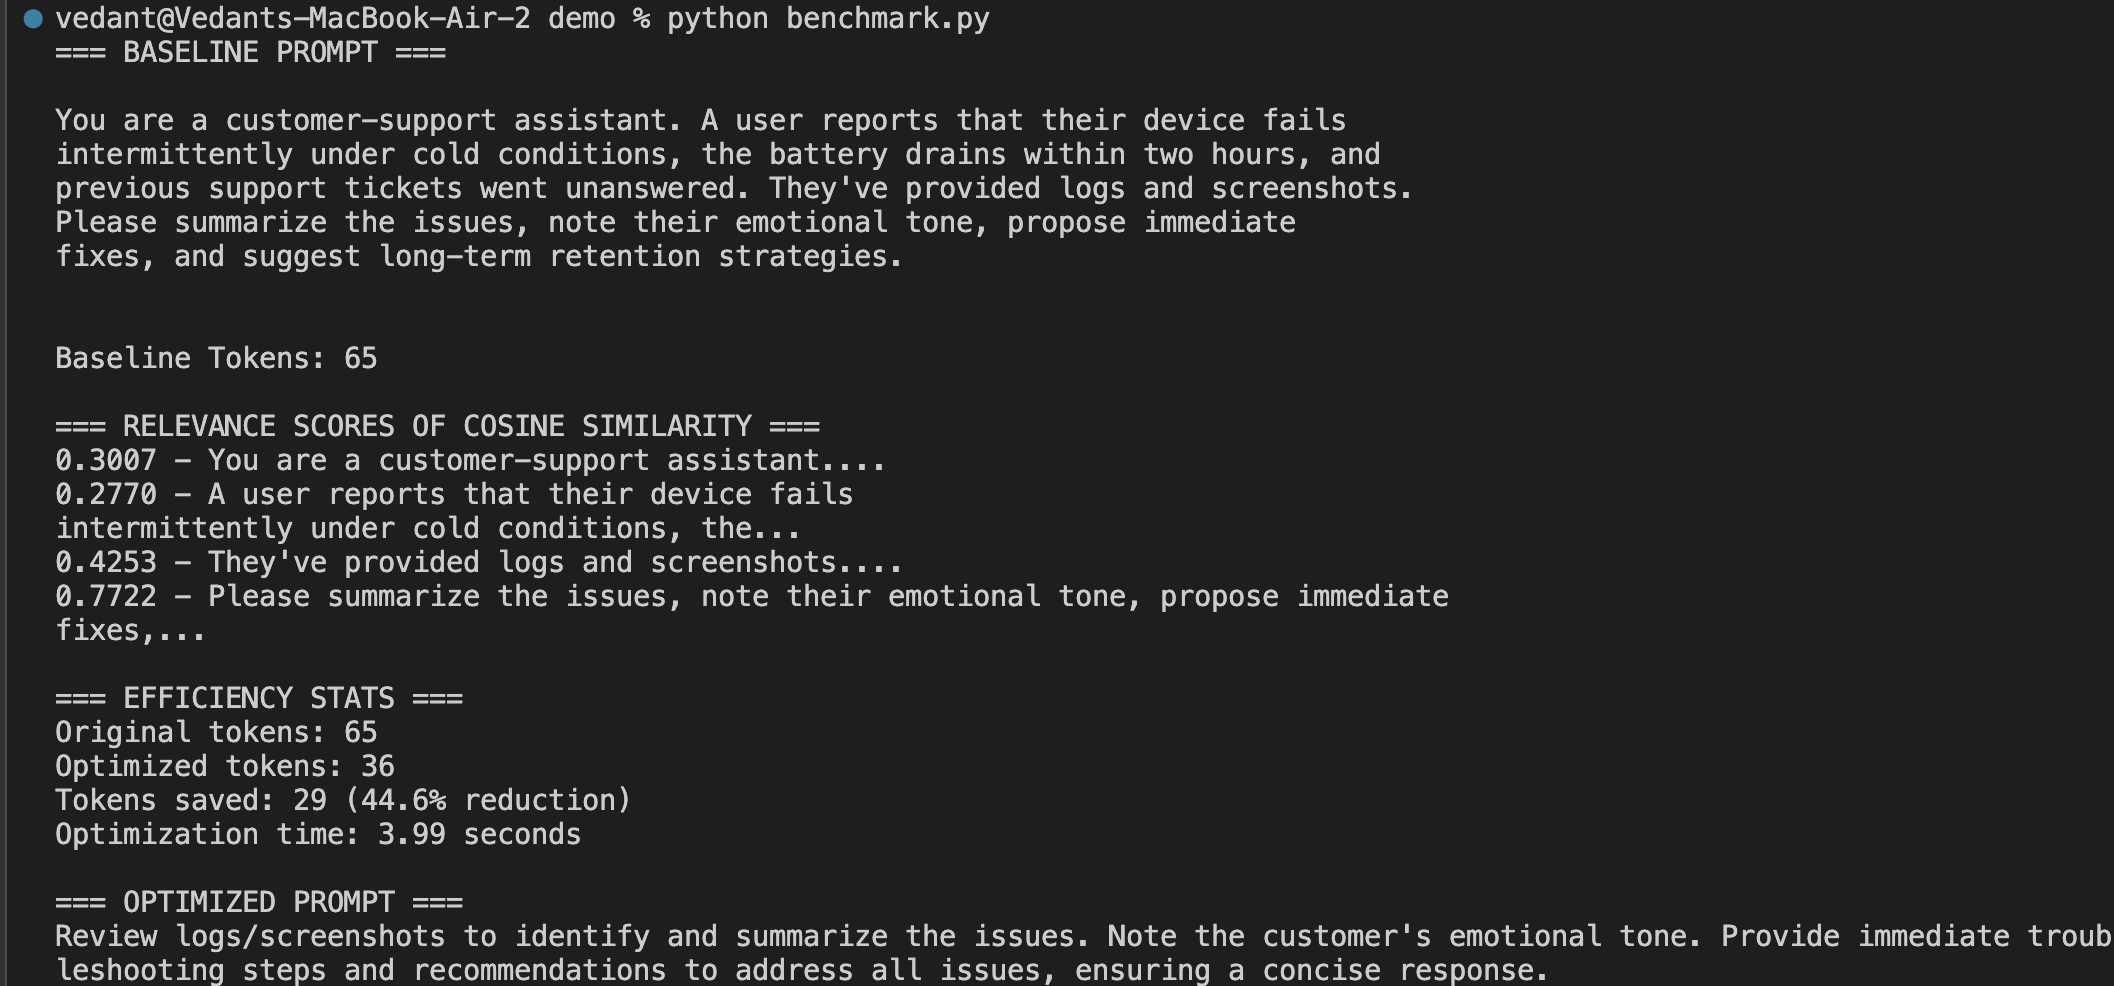 vedant@Vedants-MacBook-Air-2 demo % python benchmark.py
=== BASELINE PROMPT ===
You are a customer-support assistant. A user reports that their device fails
intermittently under cold conditions, the battery drains within two hours, and
previous support tickets went unanswered. They've provided logs and screenshots.
Please summarize the issues, note their emotional tone, propose immediate
fixes, and suggest long-term retention strategies.
Baseline Tokens: 65
=== RELEVANCE SCORES OF COSINE SIMILARITY ===
0.3007 – You are a customer-support assistant....
0.2770 – A user reports that their device fails
intermittently under cold conditions, the...
0.4253 – They've provided logs and screenshots....
0.7722 – Please summarize the issues, note their emotional tone, propose immediate
fixes,...
=== EFFICIENCY STATS ===
Original tokens: 65
Optimized tokens: 36
Tokens saved: 29 (44.6% reduction)
Optimization time: 3.99 seconds
=== OPTIMIZED PROMPT ===
Review logs/screenshots to identify and summarize the issues. Note the customer's emotional tone. Provide immediate troub
leshooting steps and recommendations to address all issues, ensuring a concise response.